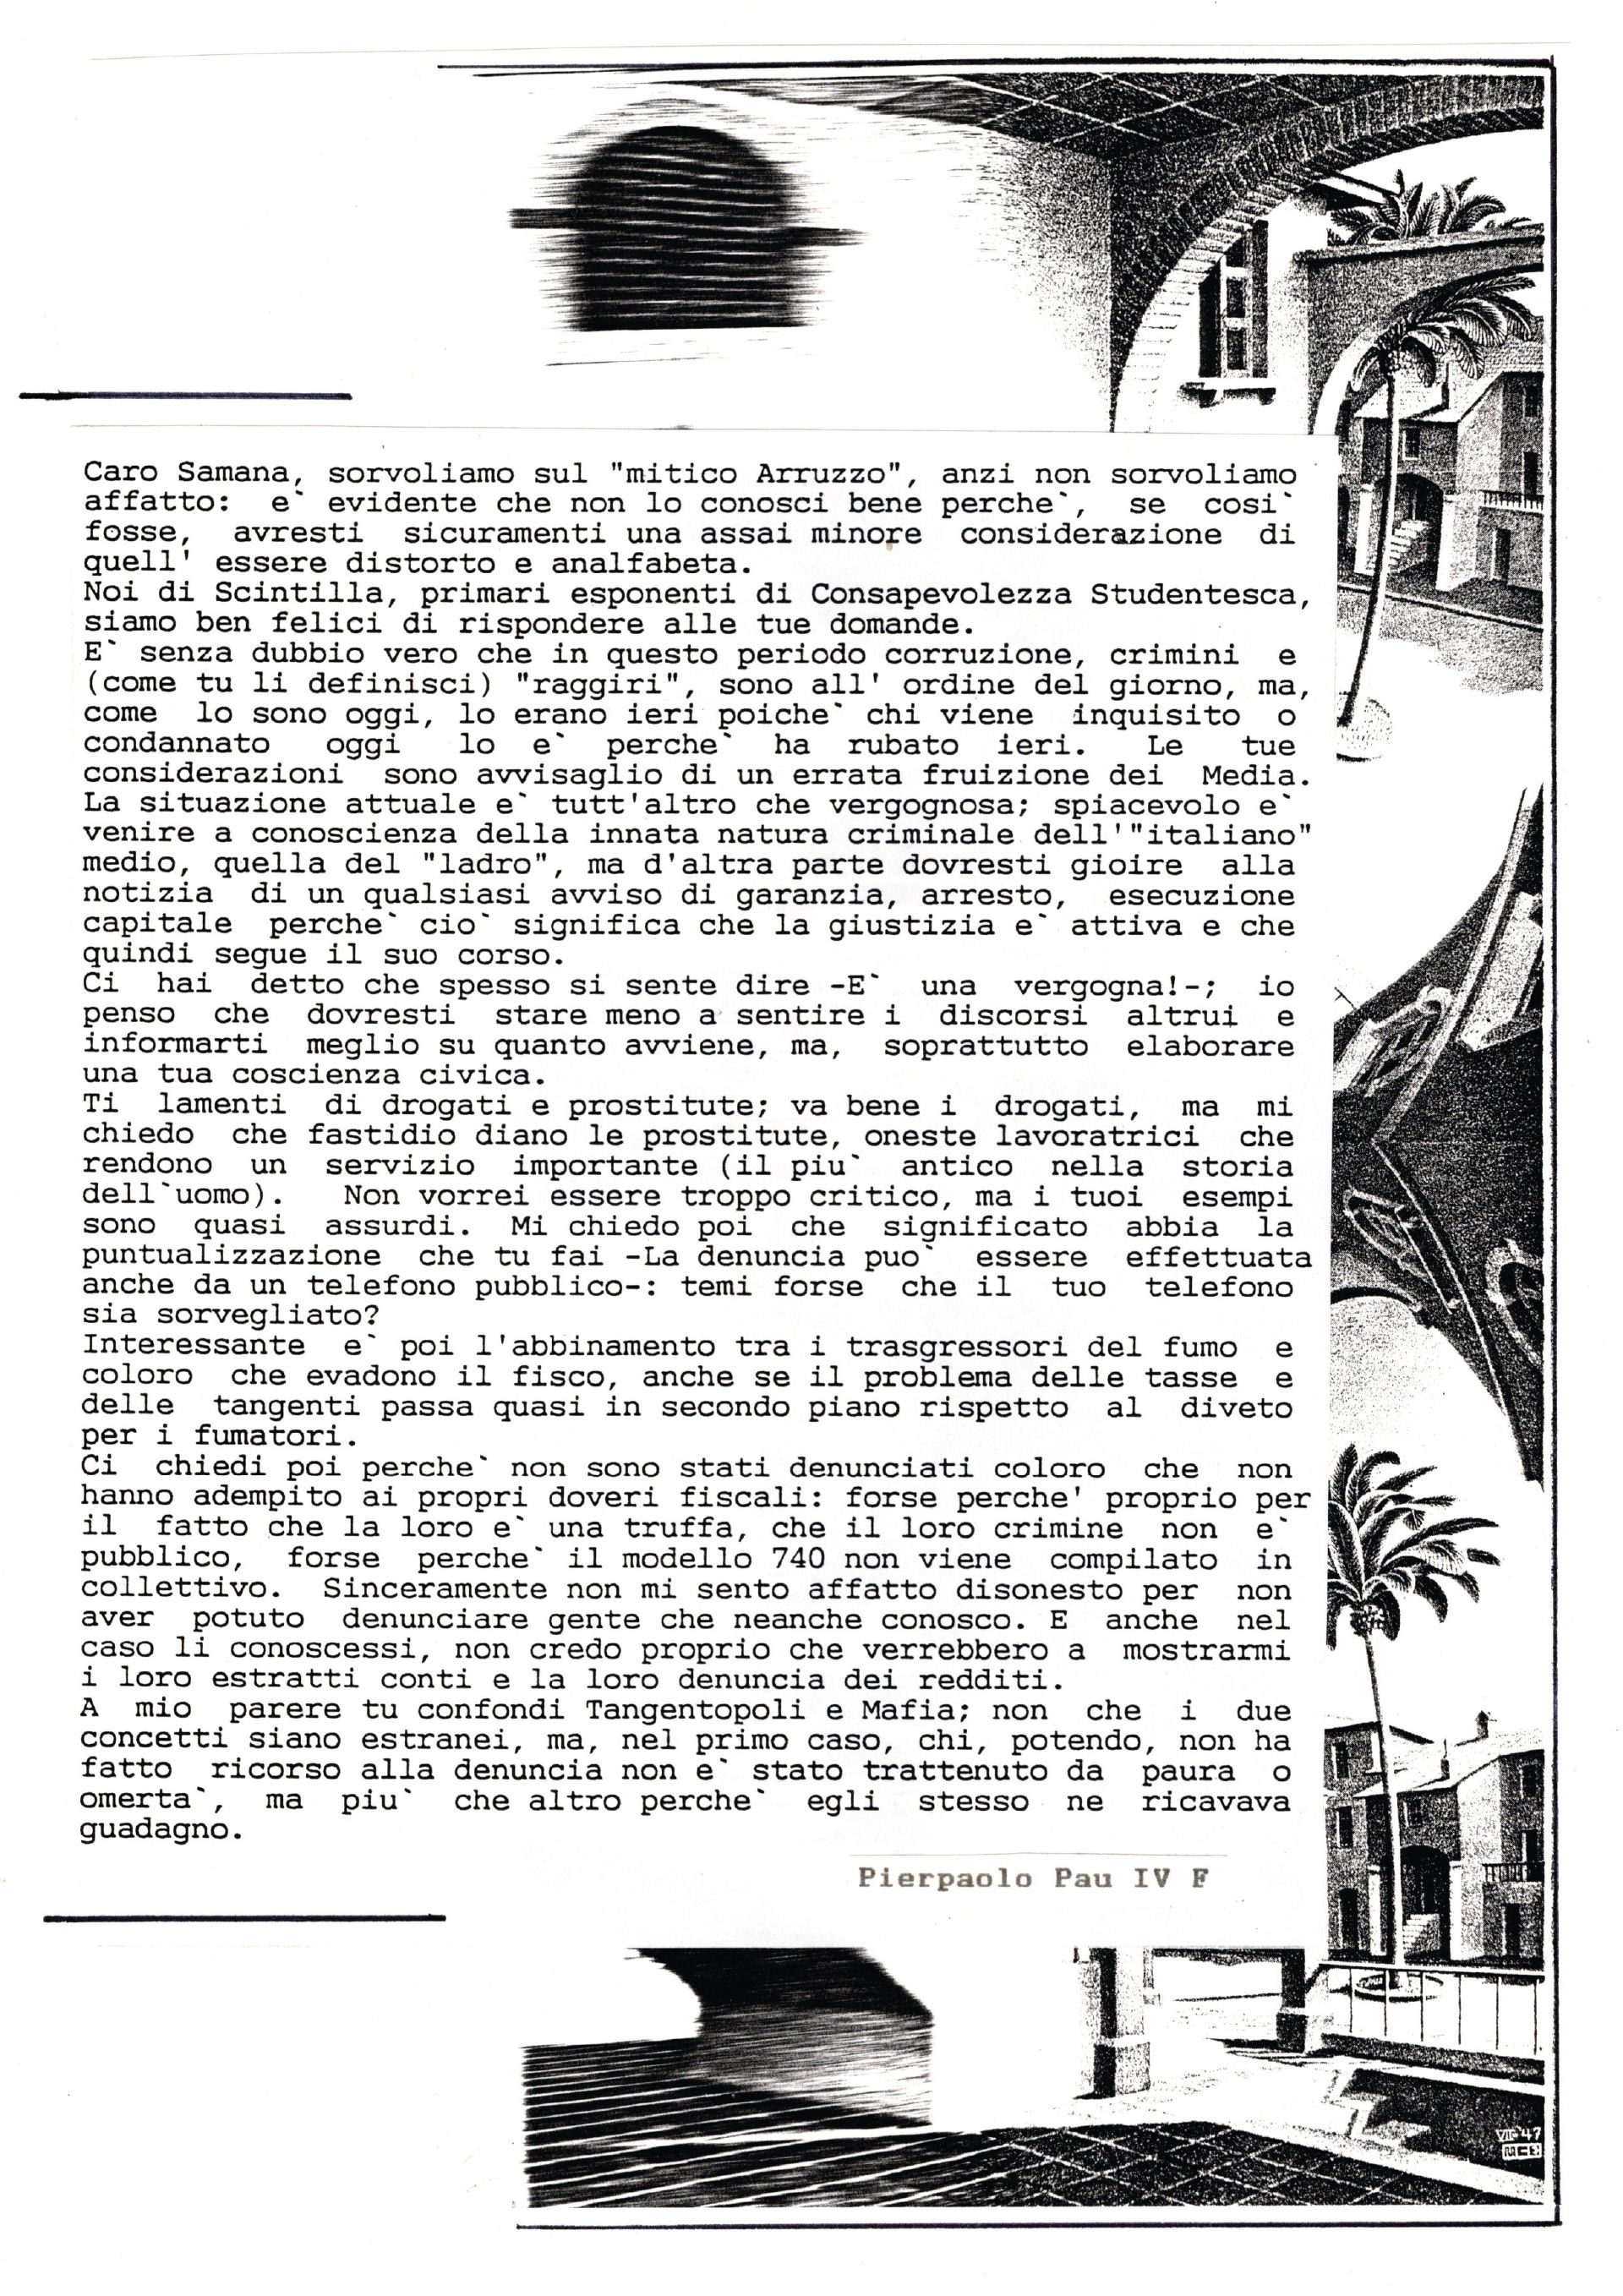 Caro Samana, sorvoliamo sul "mitico Arruzzo", anzi non sorvoliamo
affatto: e` evidente che non lo conosci bene perche`, se cosi`
fosse, avresti sicuramenti una assai minore considerazione di
quell' essere distorto e analfabeta.
Noi di Scintilla, primari esponenti di Consapevolezza Studentesca,
siamo ben felici di rispondere alle tue domande.
E` senza dubbio vero che in questo periodo corruzione, crimini e
(come tu li definisci) "raggiri", sono all' ordine del giorno, ma,
come lo sono oggi, lo erano ieri poiche` chi viene inquisito o
condannato oggi lo e` perche` ha rubato ieri. Le tue
considerazioni sono avvisaglio di un errata fruizione dei Media.
La situazione attuale e` tutt'altro che vergognosa; spiacevolo e`
venire a conoscienza della innata natura criminale dell'"italiano"
medio, quella del "ladro", ma d'altra parte dovresti gioire alla
notizia di un qualsiasi avviso di garanzia, arresto, esecuzione
capitale perche` cio` significa che la giustizia e` attiva e che
quindi segue il suo corso.
Ci hai detto che spesso si sente dire -E` una vergogna!-; io
penso che dovresti stare meno a sentire i discorsi altrui e
informarti meglio su quanto avviene, ma, soprattutto elaborare
una tua coscienza civica.
Ti lamenti di drogati e prostitute; va bene i drogati, ma mi
chiedo che fastidio diano le prostitute, oneste lavoratrici che
rendono un servizio importante (il piu` antico nella storia
dell`uomo). Non vorrei essere troppo critico, ma i tuoi esempi
sono quasi assurdi. Mi chiedo poi che significato abbia la
puntualizzazione che tu fai -La denuncia puo` essere effettuata
anche da un telefono pubblico-: temi forse che il tuo telefono
sia sorvegliato?
Interessante e` poi l'abbinamento tra i trasgressori del fumo e
coloro che evadono il fisco, anche se il problema delle tasse e
delle tangenti passa quasi in secondo piano rispetto al diveto
per i fumatori.
Ci chiedi poi perche` non sono stati denunciati coloro che non
hanno adempito ai propri doveri fiscali: forse perche' proprio per
il fatto che la loro e` una truffa, che il loro crimine non e`
pubblico, forse perche` il modello 740 non viene compilato in
collettivo. Sinceramente non mi sento affatto disonesto per non
aver potuto denunciare gente che neanche conosco. E anche nel
caso li conoscessi, non credo proprio che verrebbero a mostrarmi
i loro estratti conti e la loro denuncia dei redditi.
A mio parere tu confondi Tangentopoli e Mafia; non che i due
concetti siano estranei, ma, nel primo caso, chi, potendo, non ha
fatto ricorso alla denuncia non e` stato trattenuto da paura o
omerta`, ma piu` che altro perche` egli stesso ne ricavava
guadagno.
Pierpaolo Pau IV F
VII '47
MCE